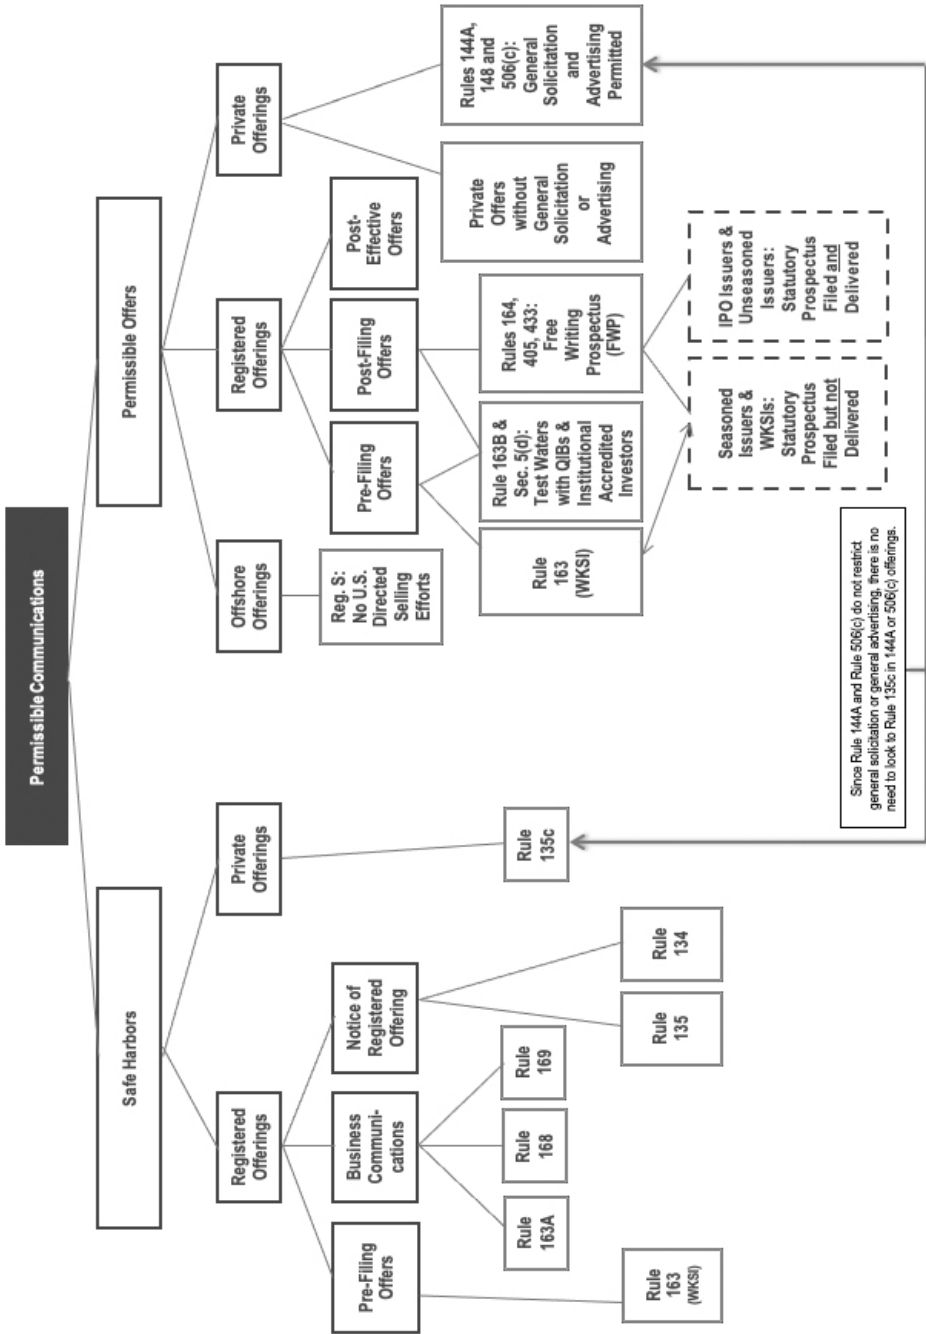 Permissible Communications
Safe Harbors
Permissible Offers
Registered
Offerings
Private
Offerings
Offshore
Offerings
Registered
Offerings
Private
Offerings
Pre-Filing
Offers
Business
Communi-
cations
Notice of
Registered
Offering
Reg. S:
No U.S.
Directed
Selling
Efforts
Pre-Filing
Offers
Post-Filing
Offers
Post-
Effective
Offers
Rule
163A
Rule
168
Rule
169
Rule
135c
Rule
163
(WKSI)
Rule 163B &
Sec. 5(d):
Test Waters
with QIBs &
Institutional
Accredited
Investors
Rules 164,
405, 433:
Free
Writing
Prospectus
(FWP)
Private
Offers
without
General
Solicitation
or
Advertising
Rules 144A,
148 and
506(c):
General
Solicitation
and
Advertising
Permitted
Rule
163
(WKSI)
Rule
135
Rule
134
Seasoned
Issuers &
WKSIs:
Statutory
Prospectus
Filed but not
Delivered
IPO Issuers &
Unseasoned
Issuers:
Statutory
Prospectus
Filed and
Delivered
Since Rule 144A and Rule 506(c) do not restrict
general solicitation or general advertising, there is no
need to look to Rule 135c in 144A or 506(c) offerings.